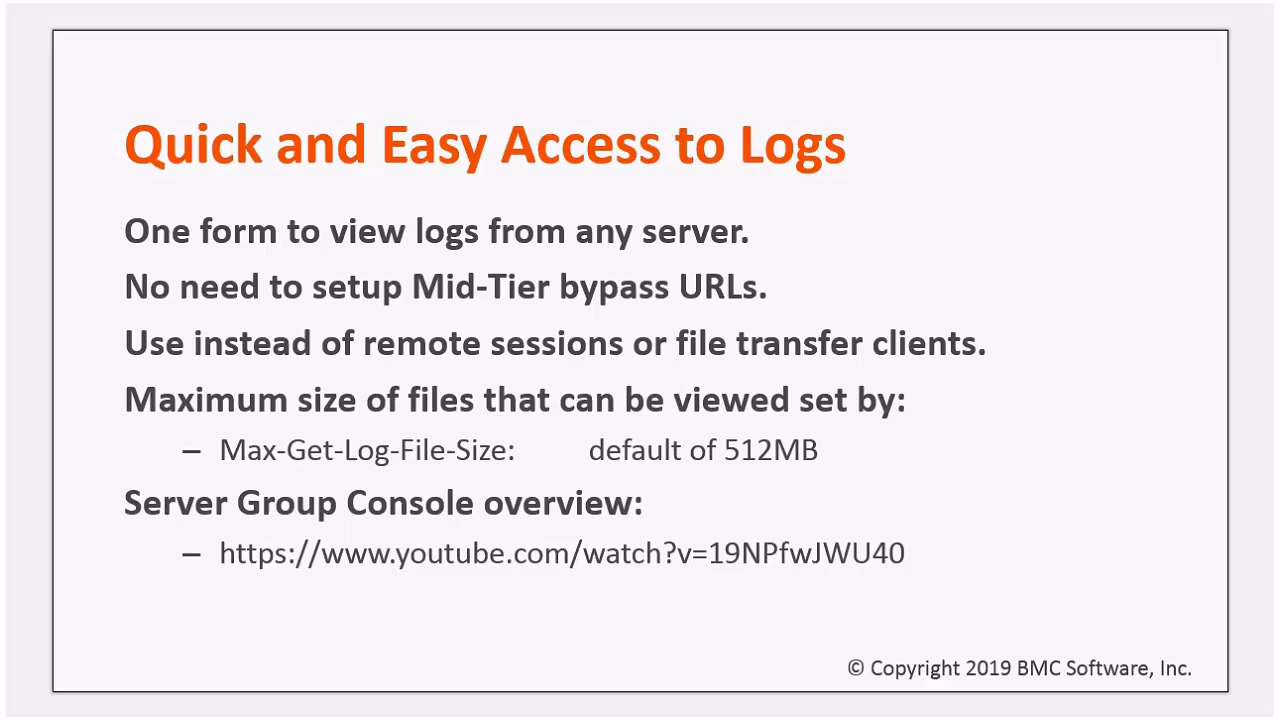 Quick and Easy Access to Logs
One form to view logs from any server.
No need to setup Mid-Tier bypass URLs.
Use instead of remote sessions or file transfer clients.
Maximum size of files that can be viewed set by:
– Max-Get-Log-File-Size: default of 512MB
Server Group Console overview:
– https://www.youtube.com/watch?v=19NPfwJWU40
© Copyright 2019 BMC Software, Inc.